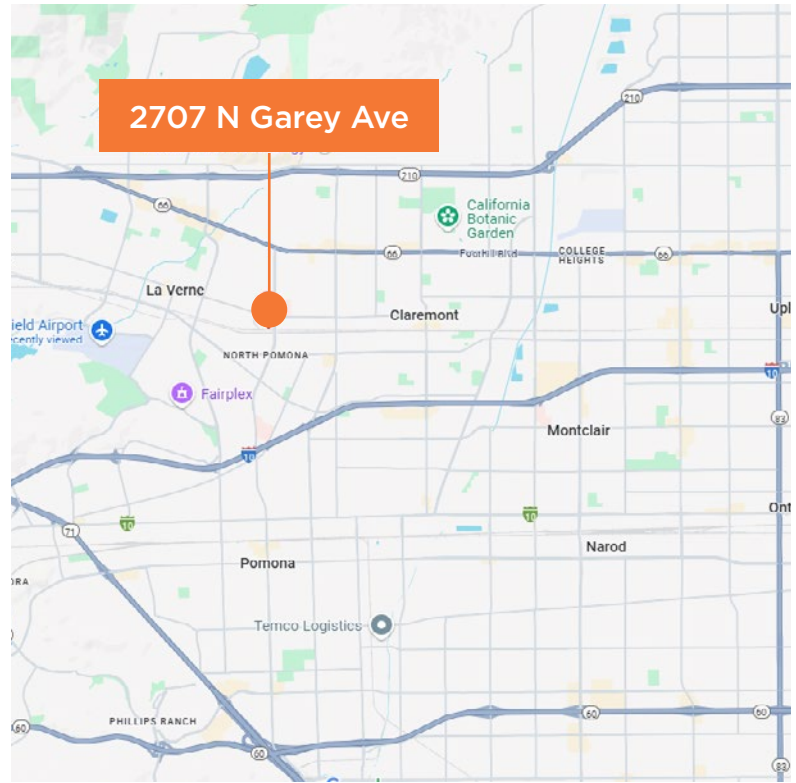 210
2707 N Garey Ave
210
66
California
Botanic
Garden
66
Foothill Blvd
COLLEGE
HEIGHTS
66
La Verne
Claremont
Upl
ield Airport
ecently viewed
NORTH POMONA
10
Fairplex
83
Montclair
10
10
10
Ont
71
Narod
Pomona
ORA
Temco Logistics
PHILLIPS RANCH
60
60
60
60
83